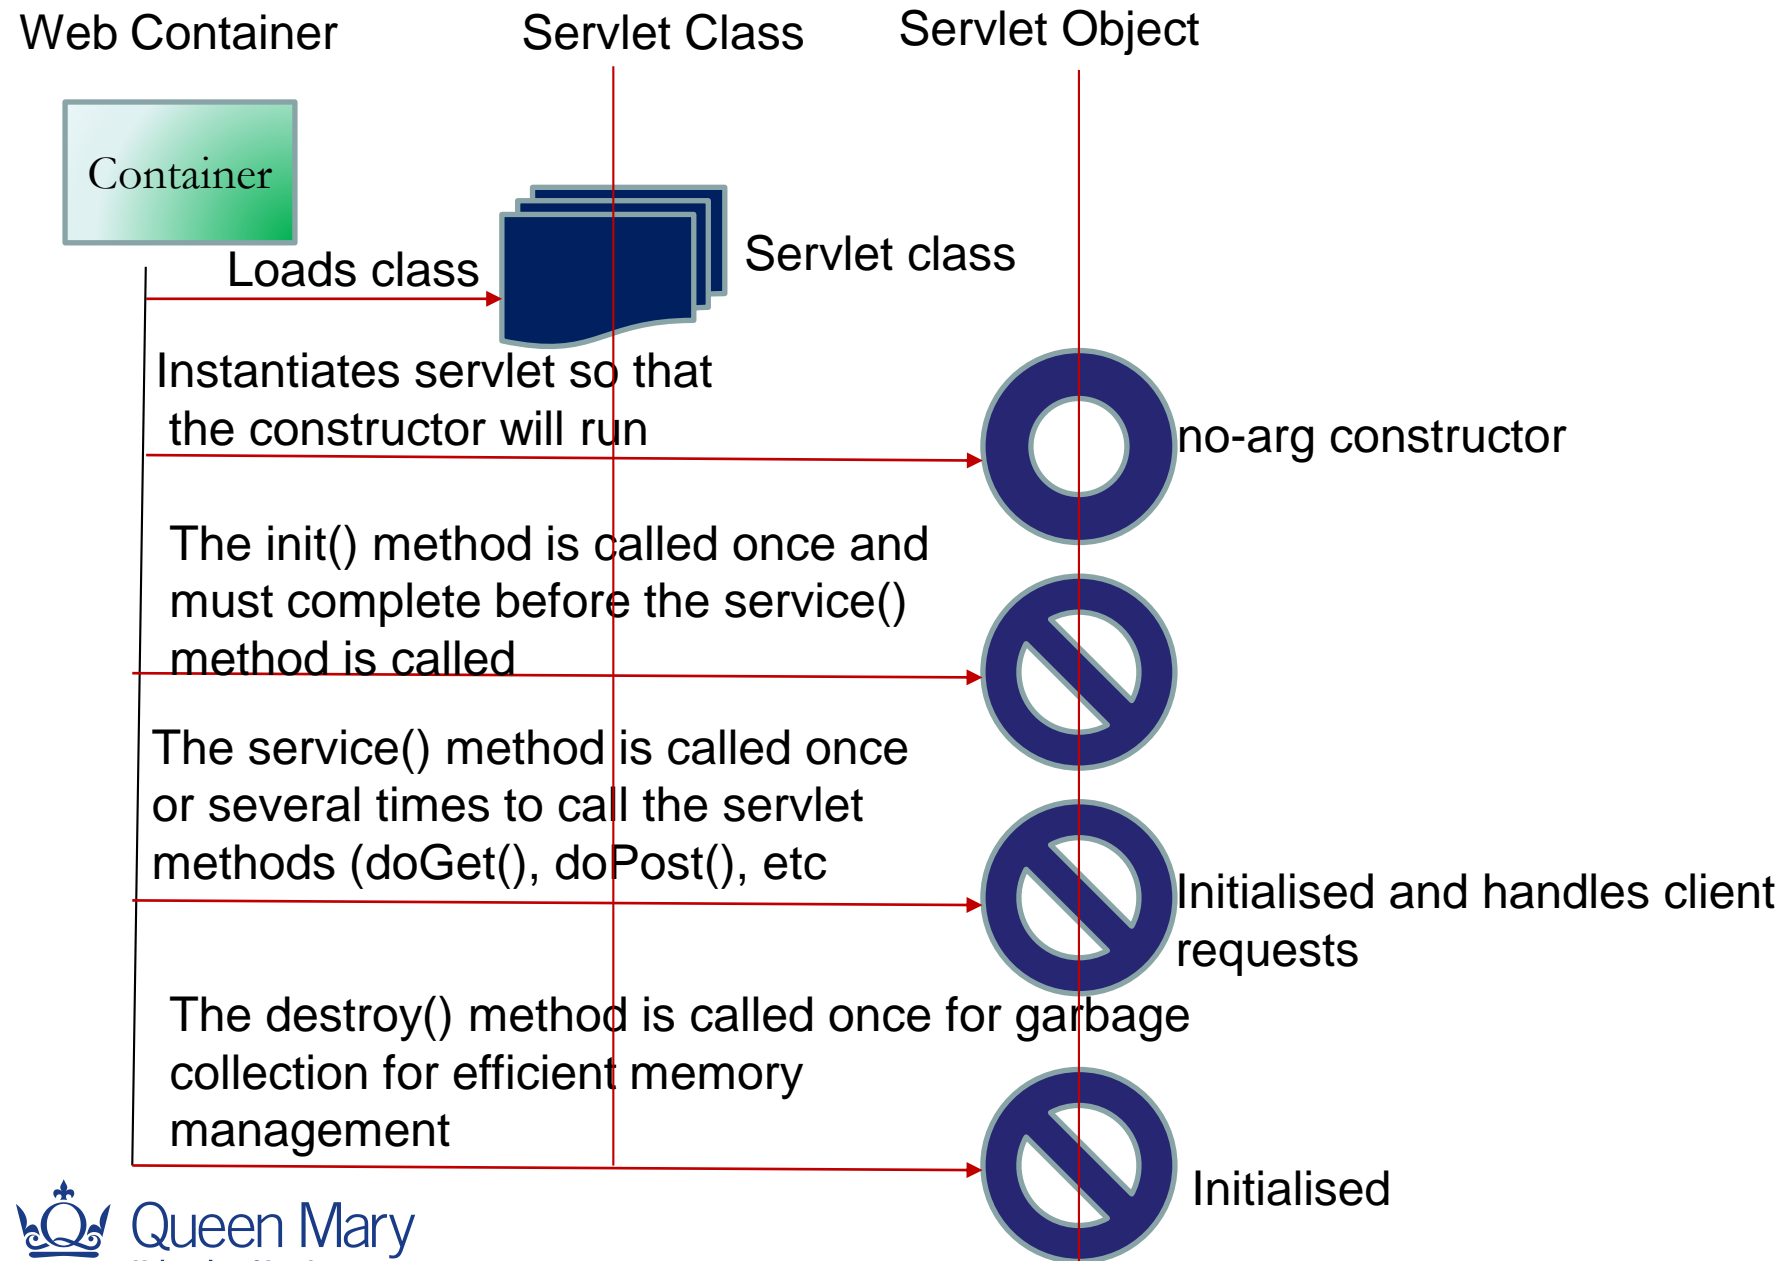 Web Container
Servlet Class
Servlet Object
Container
Loads class
Servlet class
Instantiates servlet so that
the constructor will run
no-arg constructor
The init() method is called once and
must complete before the service()
method is called
The service() method is called once
or several times to call the servlet
methods (doGet(), doPost(), etc
Initialised and handles client
requests
The destroy() method is called once for garbage
collection for efficient memory
management
Initialised
Queen Mary